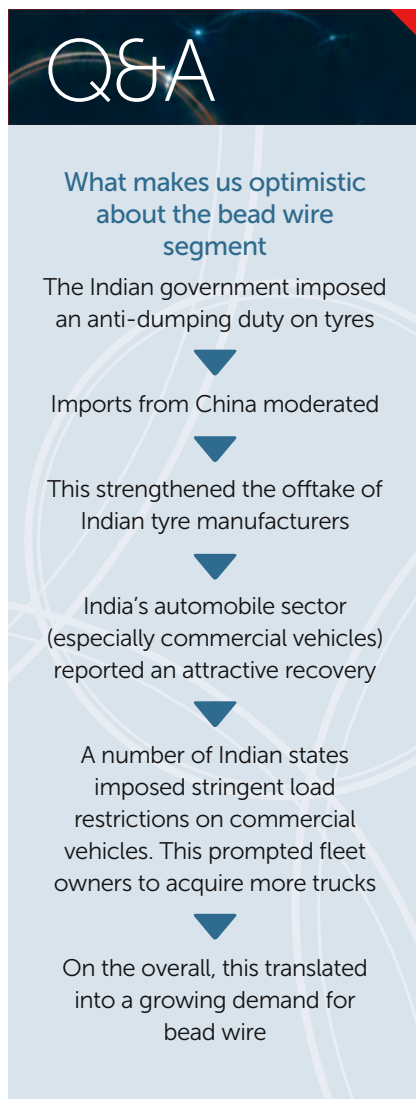 Q&A
What makes us optimistic
about the bead wire
segment
The Indian government imposed
an anti-dumping duty on tyres
Imports from China moderated
This strengthened the offtake of
Indian tyre manufacturers
India’s automobile sector
(especially commercial vehicles)
reported an attractive recovery
A number of Indian states
imposed stringent load
restrictions on commercial
vehicles. This prompted fleet
owners to acquire more trucks
On the overall, this translated
into a growing demand for
bead wire